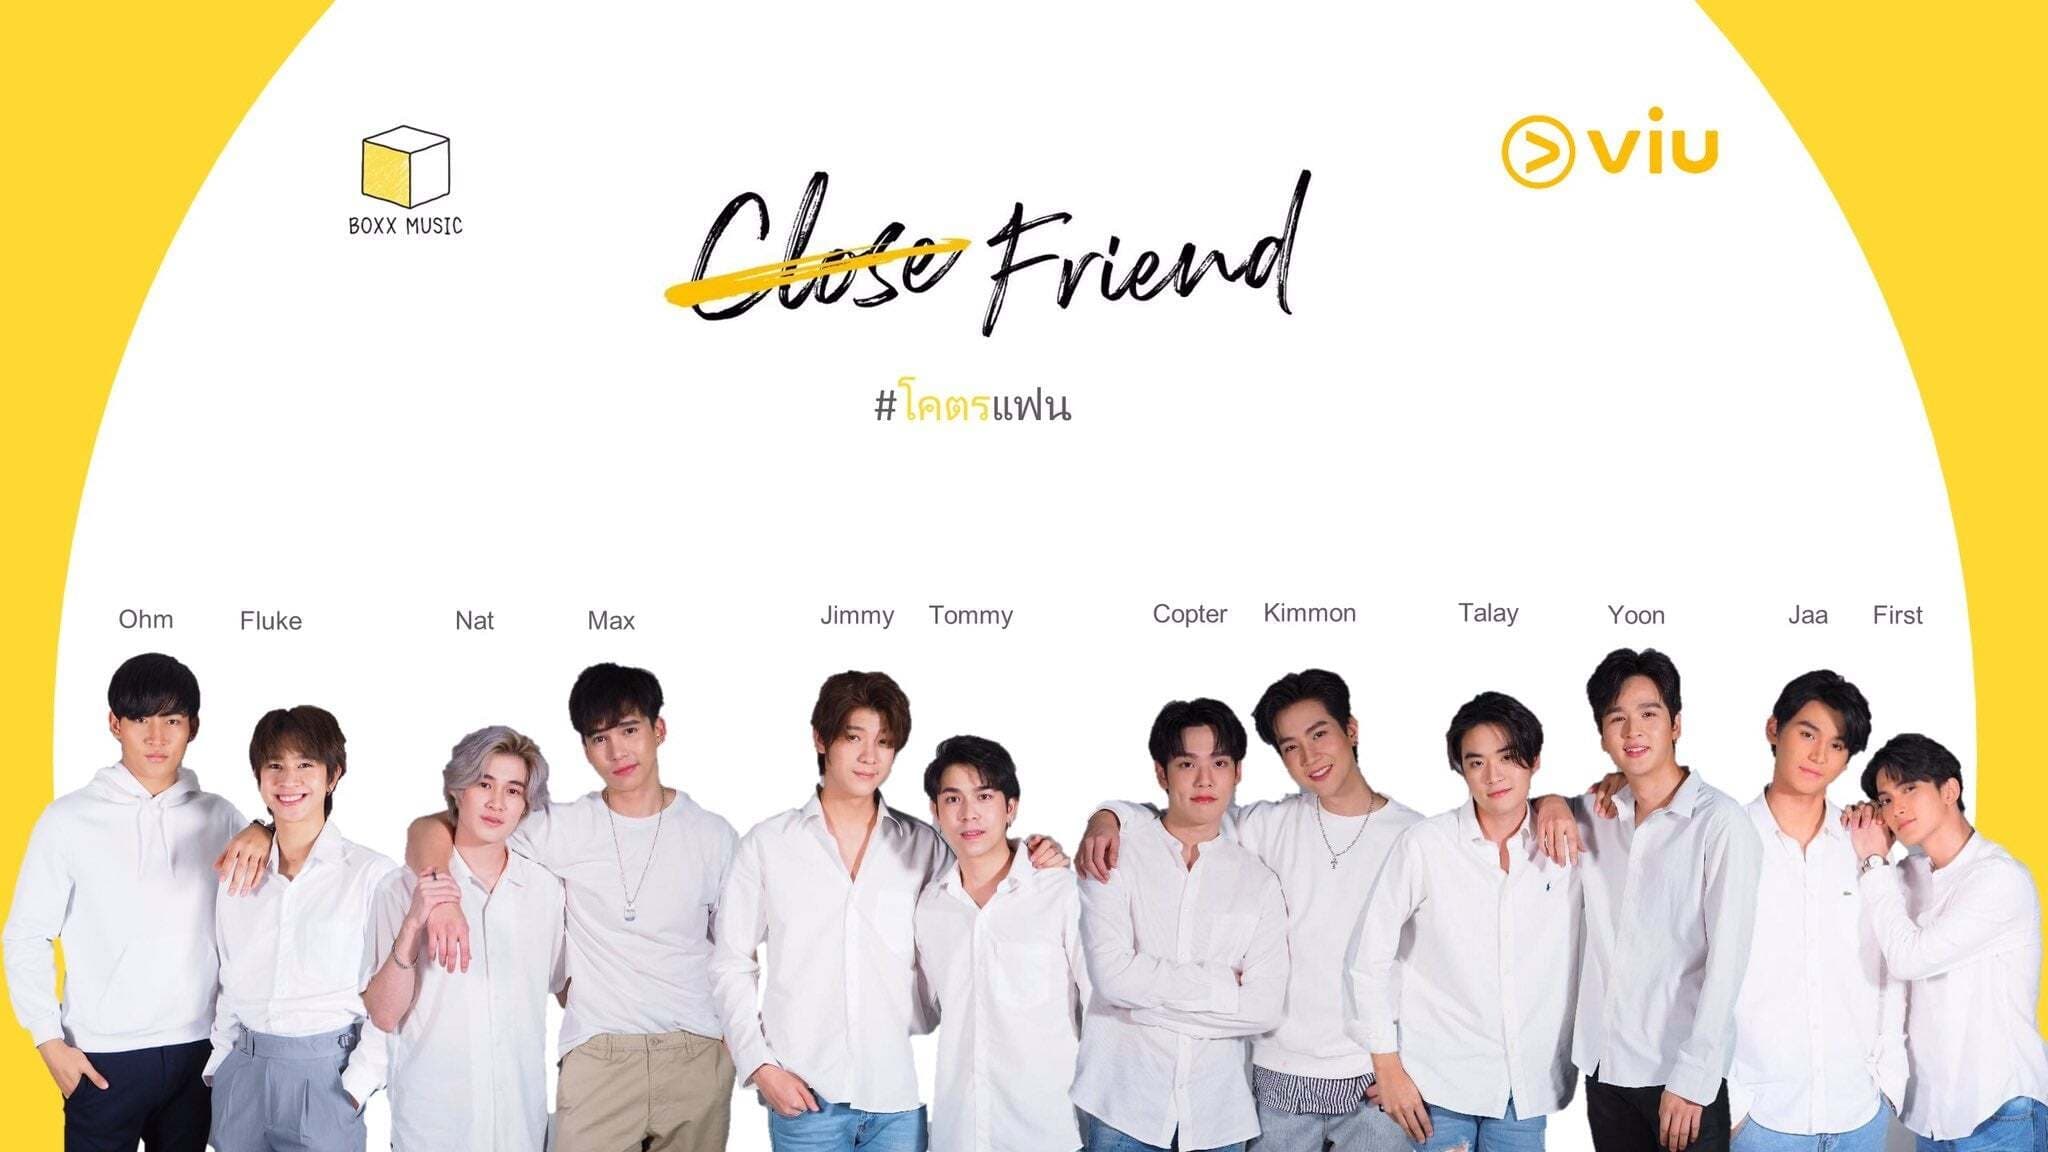 BOXX MUSIC
viu
Close Friend
#โคตรแฟน
Ohm Fluke Nat Max Jimmy Tommy Copter Kimmon Talay Yoon Jaa First